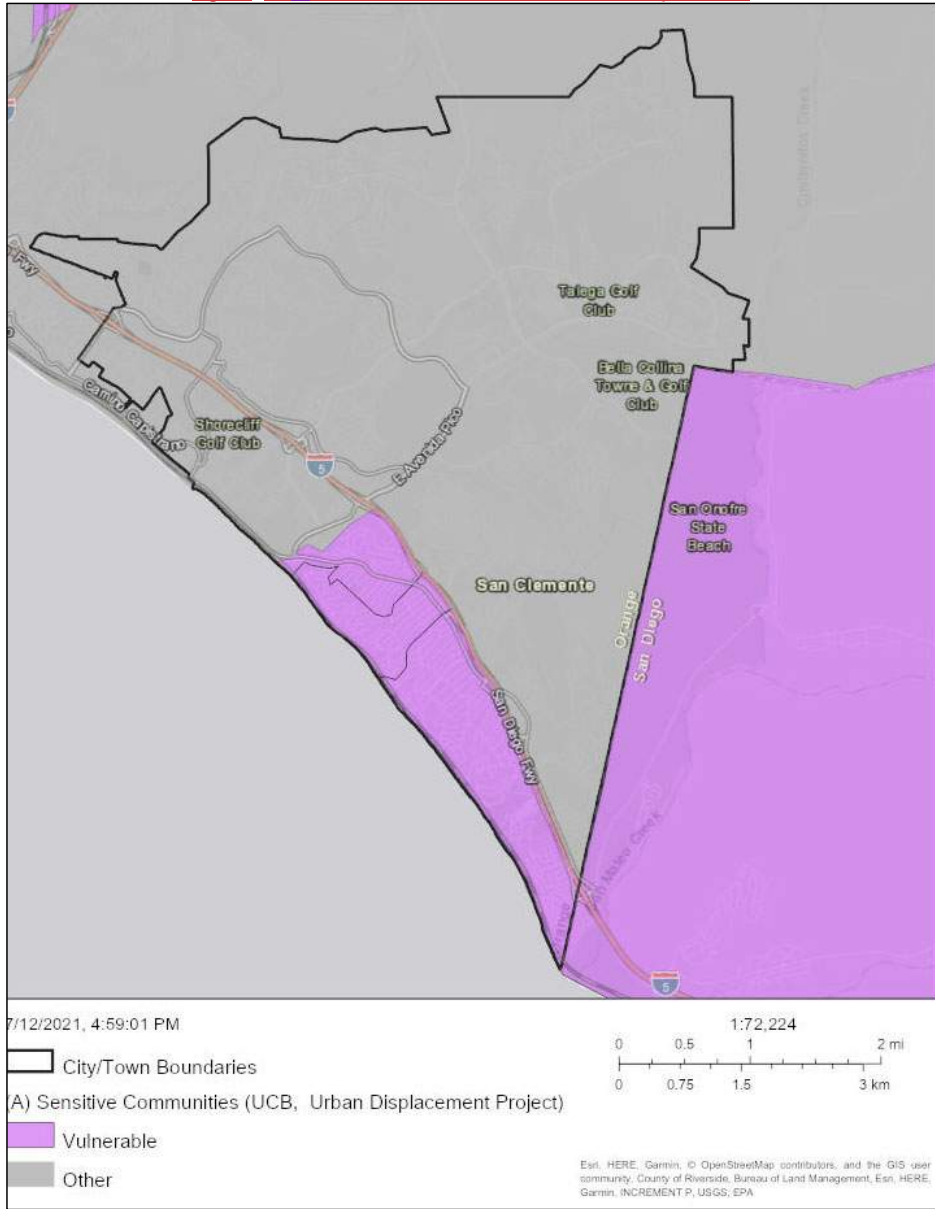 Fwy
Camino Capistrano
Shorecliff
Golf Club
5
E Avenida Pico
Talega Golf
Club
Bella Collina
Towne & Golf
Club
San Onofre
State
Beach
San Clemente
Orange
San Diego
San Diego Fwy
San Mateo Creek
Orange
5
7/12/2021, 4:59:01 PM
1:72,224
0 0.5 1 2 mi
0 0.75 1.5 3 km
City/Town Boundaries
(A) Sensitive Communities (UCB, Urban Displacement Project)
Vulnerable
Other
Esri, HERE, Garmin, © OpenStreetMap contributors, and the GIS user
community, County of Riverside, Bureau of Land Management, Esri, HERE,
Garmin, INCREMENT P, USGS, EPA